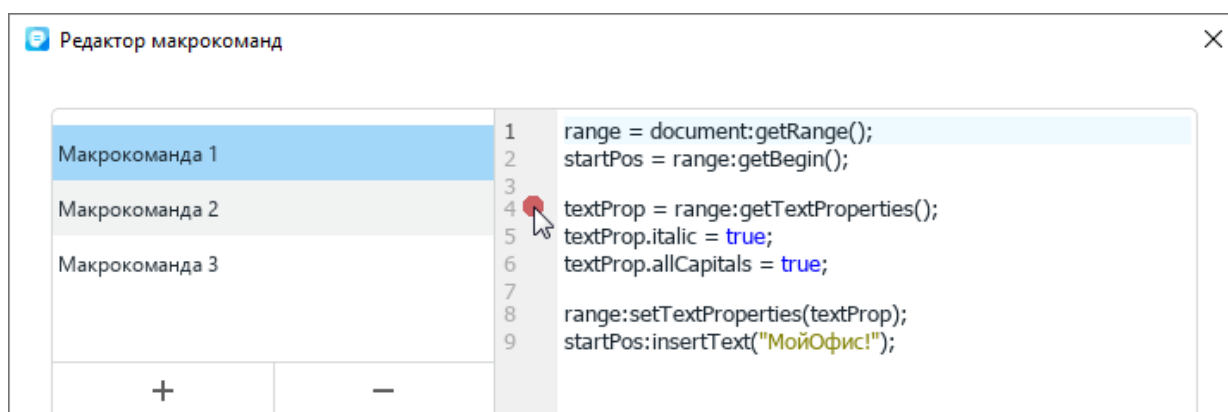 Редактор макрокоманд
Макрокоманда 1
Макрокоманда 2
Макрокоманда 3
+ −
1 range = document:getRange();
2 startPos = range:getBegin();
3
4 textProp = range:getTextProperties();
5 textProp.italic = true;
6 textProp.allCapitals = true;
7
8 range:setTextProperties(textProp);
9 startPos:insertText("МойОфис!");